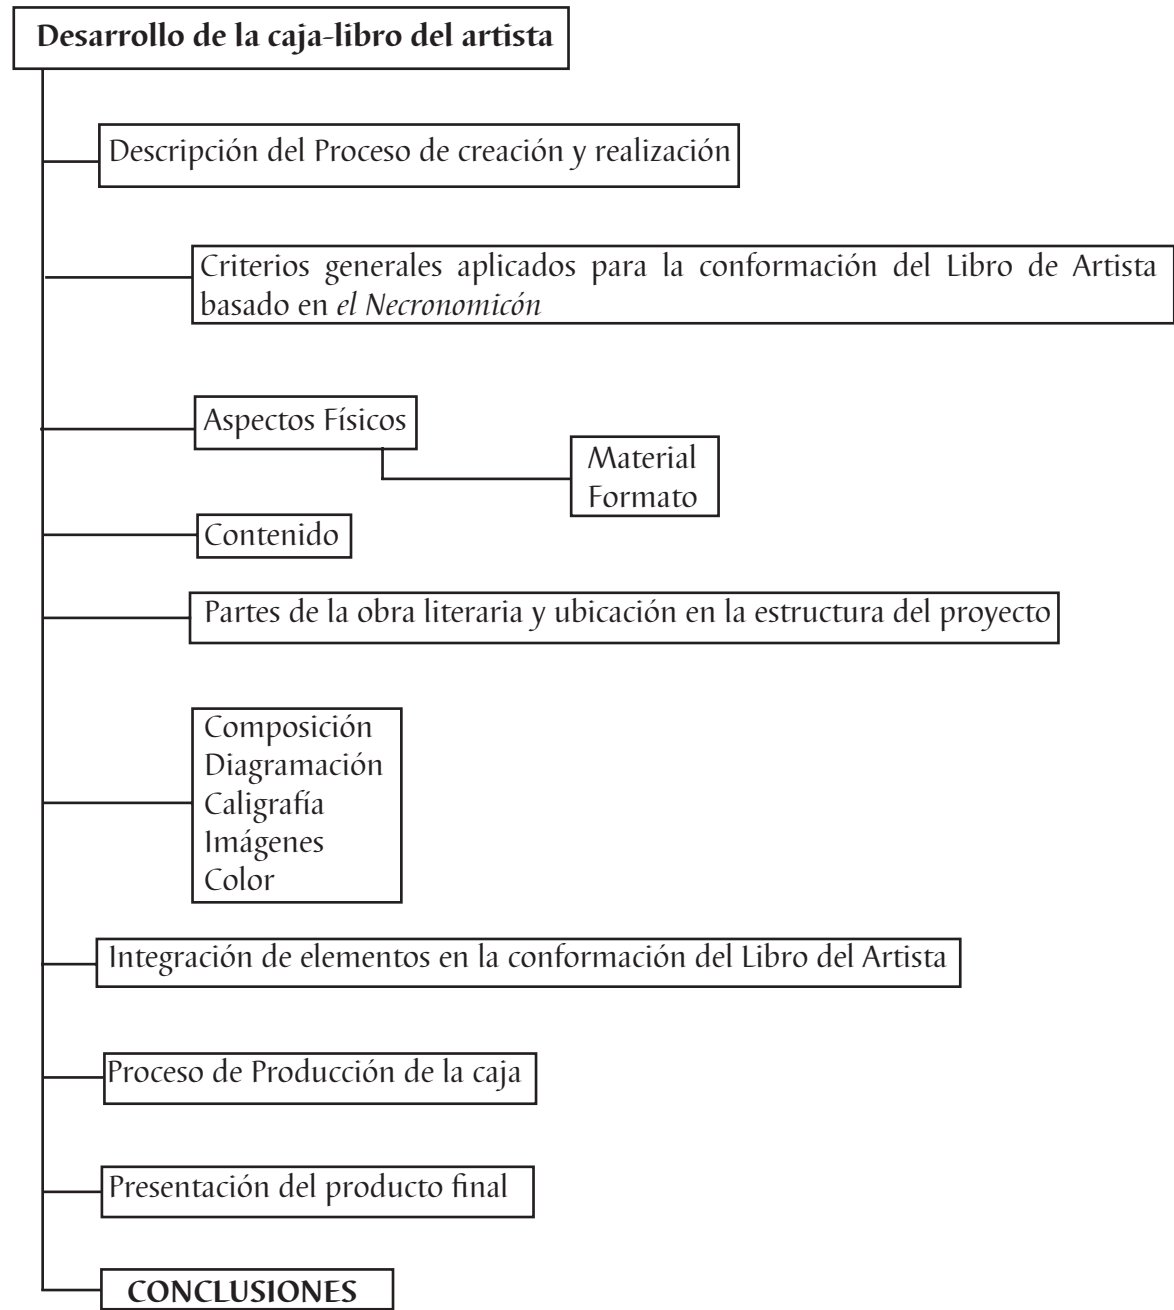 Desarrollo de la caja-libro del artista
Descripción del Proceso de creación y realización
Criterios generales aplicados para la conformación del Libro de Artista
basado en el Necronomicón
Aspectos Físicos
Material
Formato
Contenido
Partes de la obra literaria y ubicación en la estructura del proyecto
Composición
Diagramación
Caligrafía
Imágenes
Color
Integración de elementos en la conformación del Libro del Artista
Proceso de Producción de la caja
Presentación del producto final
CONCLUSIONES